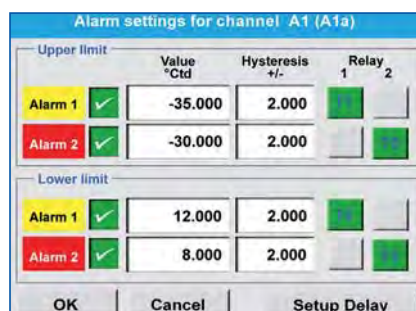 Alarm settings for channel A1 (A1a)
Upper limit
Value °Ctd Hysteresis +/- Relay 1 2
Alarm 1 -35.000 2.000
Alarm 2 -30.000 2.000
Lower limit
Alarm 1 12.000 2.000
Alarm 2 8.000 2.000
OK Cancel Setup Delay